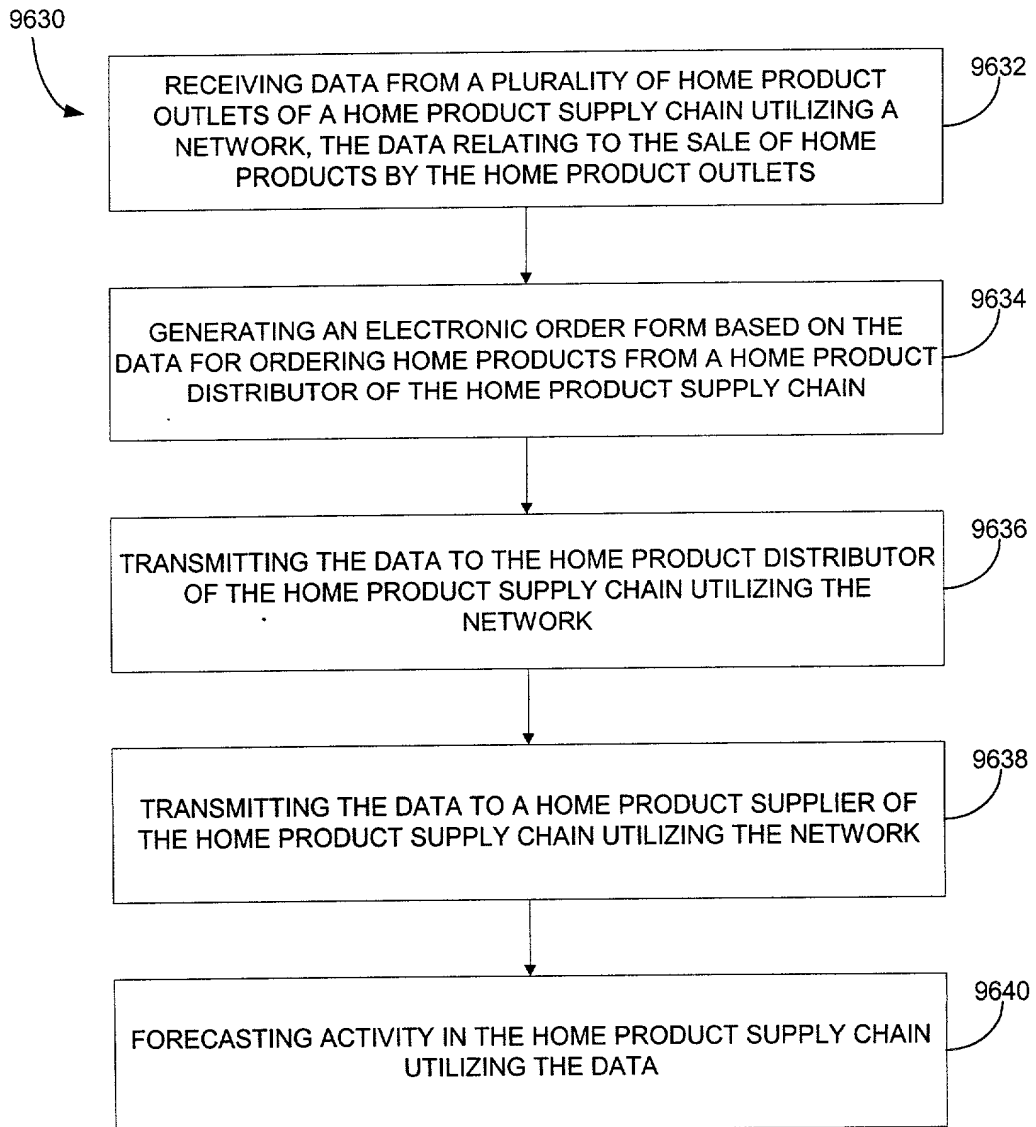 9630
RECEIVING DATA FROM A PLURALITY OF HOME PRODUCT
OUTLETS OF A HOME PRODUCT SUPPLY CHAIN UTILIZING A
NETWORK, THE DATA RELATING TO THE SALE OF HOME
PRODUCTS BY THE HOME PRODUCT OUTLETS
9632
GENERATING AN ELECTRONIC ORDER FORM BASED ON THE
DATA FOR ORDERING HOME PRODUCTS FROM A HOME PRODUCT
DISTRIBUTOR OF THE HOME PRODUCT SUPPLY CHAIN
9634
TRANSMITTING THE DATA TO THE HOME PRODUCT DISTRIBUTOR
OF THE HOME PRODUCT SUPPLY CHAIN UTILIZING THE
NETWORK
9636
TRANSMITTING THE DATA TO A HOME PRODUCT SUPPLIER OF
THE HOME PRODUCT SUPPLY CHAIN UTILIZING THE NETWORK
9638
FORECASTING ACTIVITY IN THE HOME PRODUCT SUPPLY CHAIN
UTILIZING THE DATA
9640